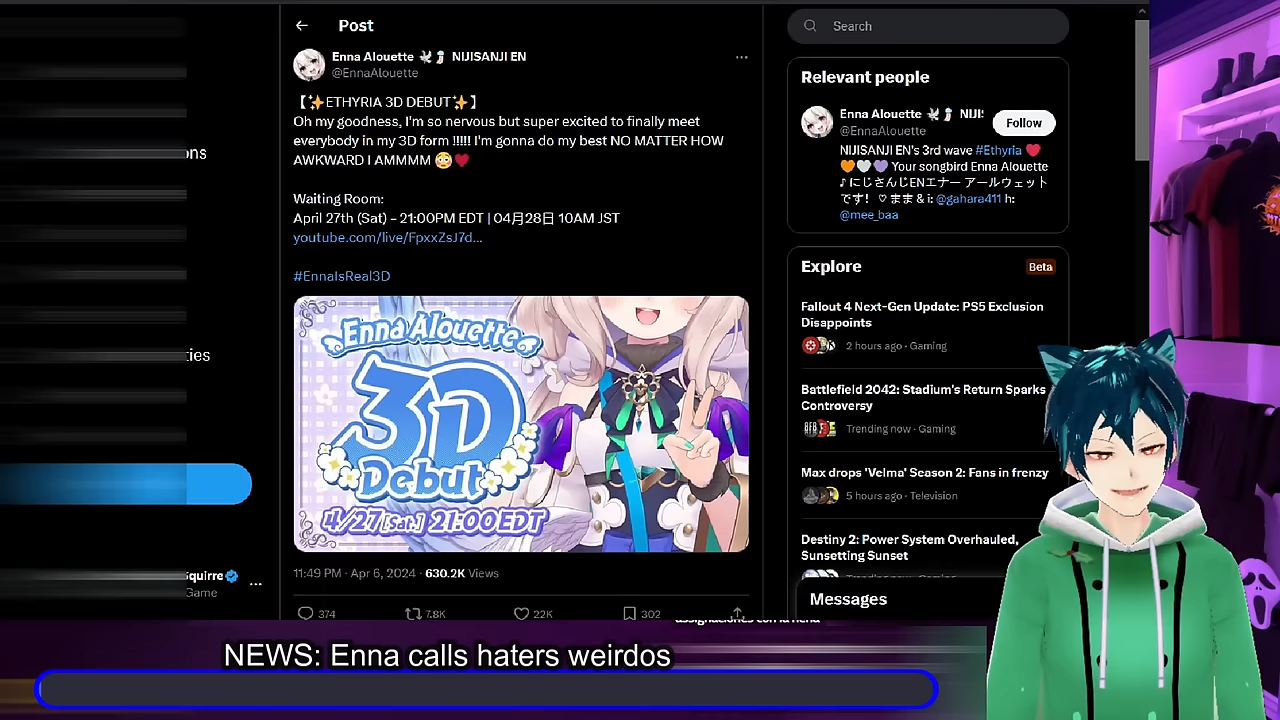 Post
Search
Enna Alouette 🕊️🧂 NIJISANJI EN
@EnnaAlouette
【✨ETHYRIA 3D DEBUT✨】
Oh my goodness, I'm so nervous but super excited to finally meet
everybody in my 3D form !!!!! I'm gonna do my best NO MATTER HOW
AWKWARD I AMMMM 😳♥️
Waiting Room:
April 27th (Sat) – 21:00PM EDT | 04月28日 10AM JST
youtube.com/live/FpxxZsJ7d…
#EnnaIsReal3D
Enna Alouette
3D
Debut
4/27[Sat.] 21:00EDT
11:49 PM · Apr 6, 2024 · 630.2K Views
374
7.8K
22K
302
Relevant people
Enna Alouette
@EnnaAlouette
Follow
NIJISANJI EN's 3rd wave #Ethyria ❤️
🧡🤍💜 Your songbird Enna Alouette
♪ にじさんじENエナー アールウェット
です! ♡ まま & i: @gahara411 h:
@mee_baa
Explore
Beta
Fallout 4 Next-Gen Update: PS5 Exclusion
Disappoints
2 hours ago · Gaming
Battlefield 2042: Stadium's Return Sparks
Controversy
Trending now · Gaming
Max drops 'Velma' Season 2: Fans in frenzy
5 hours ago · Television
Destiny 2: Power System Overhauled,
Sunsetting Sunset
Messages
ons
ties
Game
NEWS: Enna calls haters weirdos